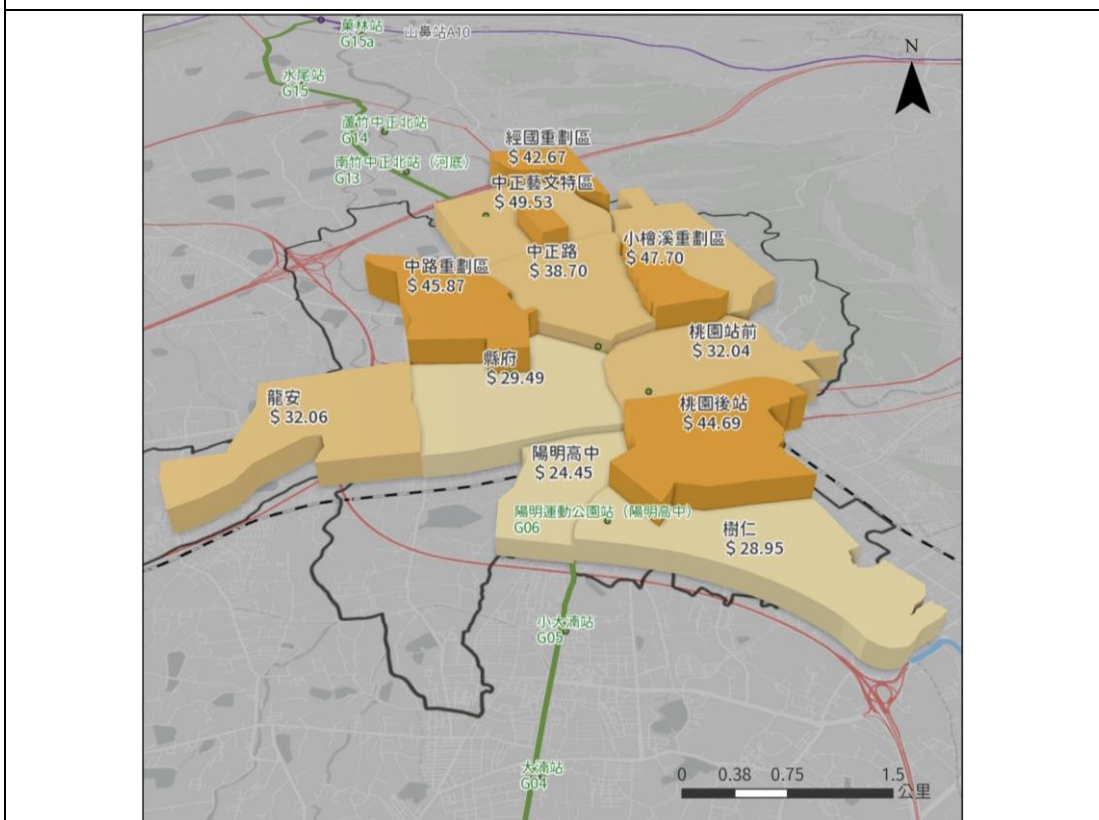 菓林站
G15a
山鼻站A10
N
水尾站
G15
蘆竹中正北站
G14
經國重劃區
$ 42.67
南竹中正北站（河底）
G13
中正藝文特區
$ 49.53
小檜溪重劃區
$ 47.70
中正路
$ 38.70
中路重劃區
$ 45.87
桃園站前
$ 32.04
縣府
$ 29.49
龍安
$ 32.06
桃園後站
$ 44.69
陽明高中
$ 24.45
陽明運動公園站（陽明高中）
G06
樹仁
$ 28.95
小大湳站
G05
大湳站
G04
0 0.38 0.75 1.5
公里